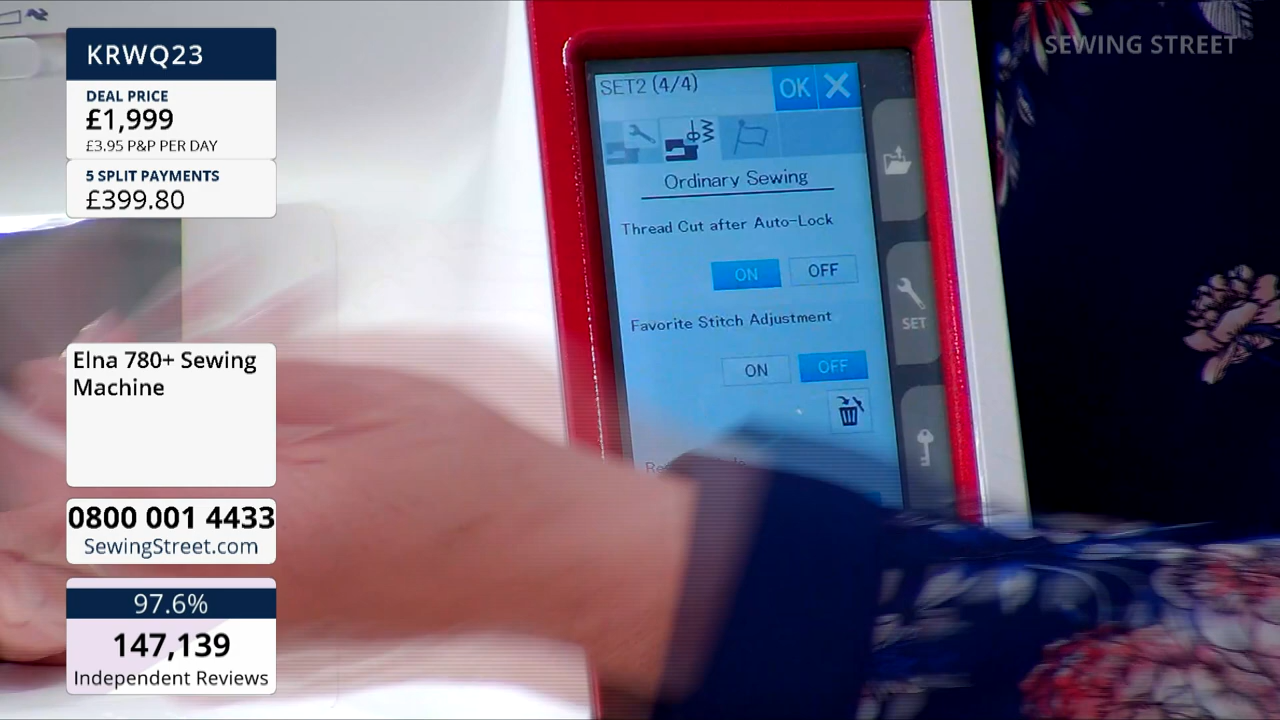 KRWQ23
DEAL PRICE
£1,999
£3.95 P&P PER DAY
5 SPLIT PAYMENTS
£399.80
Elna 780+ Sewing
Machine
0800 001 4433
SewingStreet.com
97.6%
147,139
Independent Reviews
SEWING STREET
SET2 (4/4)
OK
Ordinary Sewing
Thread Cut after Auto-Lock
ON OFF
Favorite Stitch Adjustment
ON OFF
SET